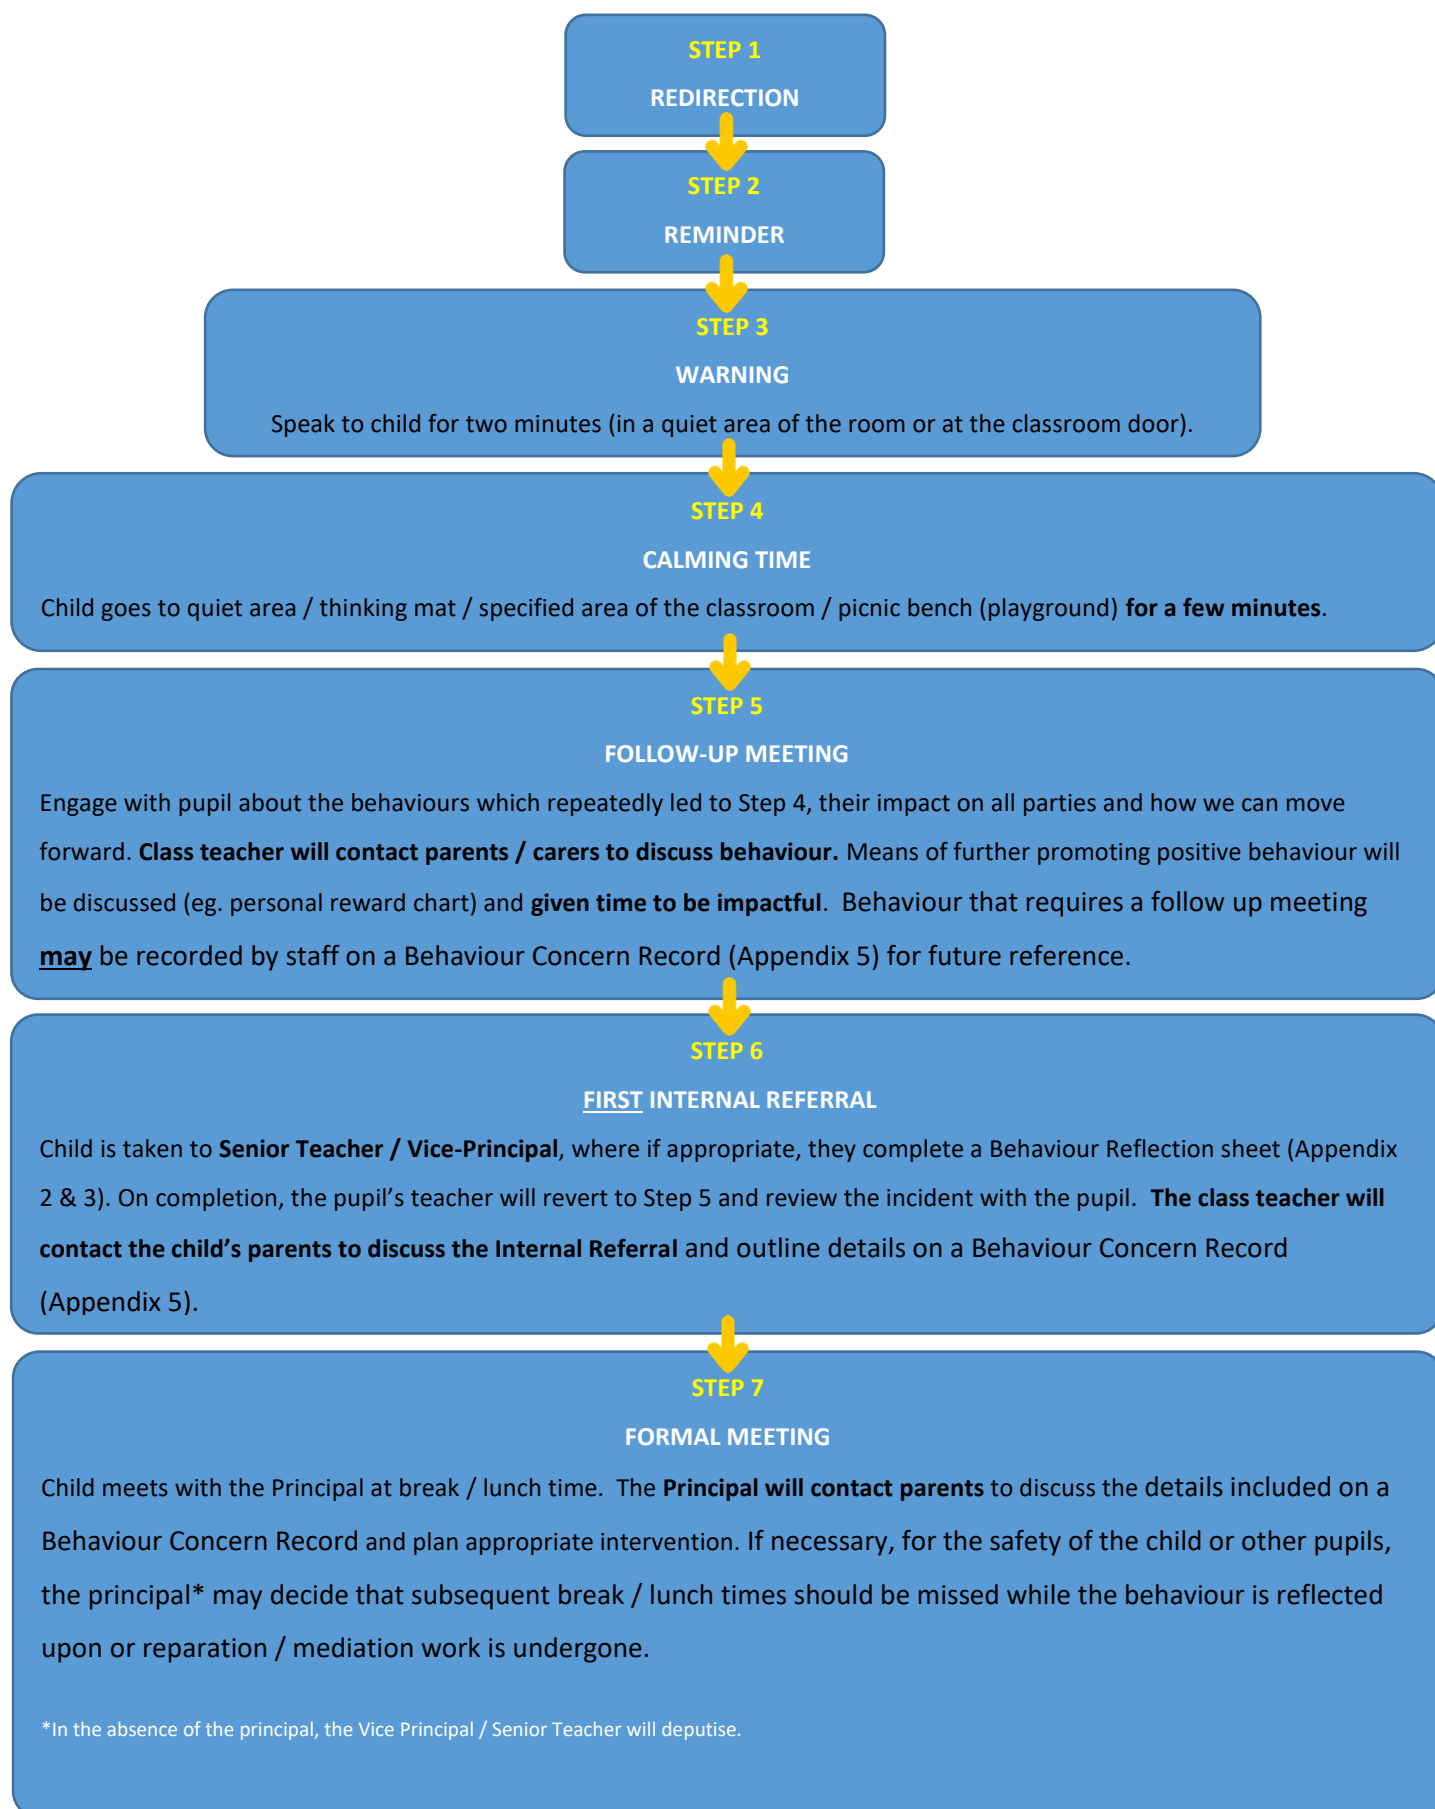 STEP 1
REDIRECTION
STEP 2
REMINDER
STEP 3
WARNING
Speak to child for two minutes (in a quiet area of the room or at the classroom door).
STEP 4
CALMING TIME
Child goes to quiet area / thinking mat / specified area of the classroom / picnic bench (playground) for a few minutes.
STEP 5
FOLLOW-UP MEETING
Engage with pupil about the behaviours which repeatedly led to Step 4, their impact on all parties and how we can move
forward. Class teacher will contact parents / carers to discuss behaviour. Means of further promoting positive behaviour will
be discussed (eg. personal reward chart) and given time to be impactful. Behaviour that requires a follow up meeting
may be recorded by staff on a Behaviour Concern Record (Appendix 5) for future reference.
STEP 6
FIRST INTERNAL REFERRAL
Child is taken to Senior Teacher / Vice-Principal, where if appropriate, they complete a Behaviour Reflection sheet (Appendix
2 & 3). On completion, the pupil's teacher will revert to Step 5 and review the incident with the pupil. The class teacher will
contact the child's parents to discuss the Internal Referral and outline details on a Behaviour Concern Record
(Appendix 5).
STEP 7
FORMAL MEETING
Child meets with the Principal at break / lunch time. The Principal will contact parents to discuss the details included on a
Behaviour Concern Record and plan appropriate intervention. If necessary, for the safety of the child or other pupils,
the principal* may decide that subsequent break / lunch times should be missed while the behaviour is reflected
upon or reparation / mediation work is undergone.
*In the absence of the principal, the Vice Principal / Senior Teacher will deputise.